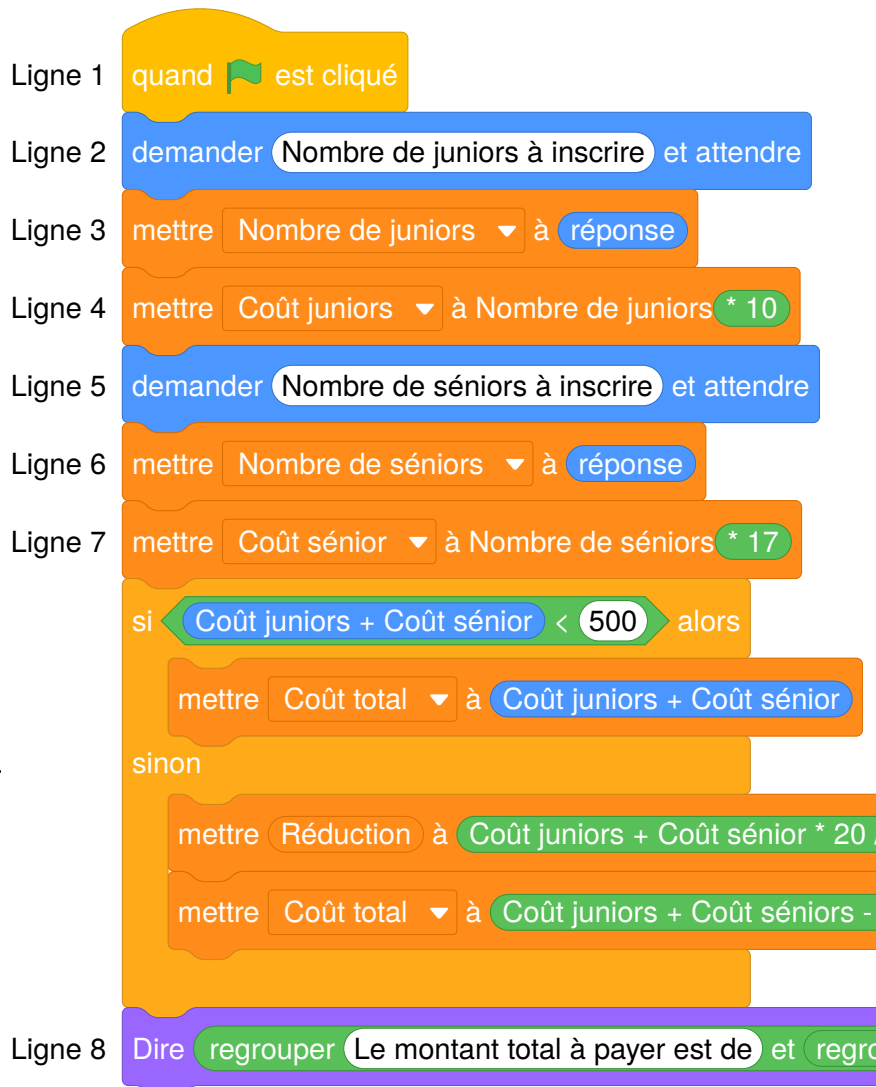 Ligne 1 quand est cliqué
Ligne 2 demander Nombre de juniors à inscrire et attendre
Ligne 3 mettre Nombre de juniors à réponse
Ligne 4 mettre Coût juniors à Nombre de juniors * 10
Ligne 5 demander Nombre de séniors à inscrire et attendre
Ligne 6 mettre Nombre de séniors à réponse
Ligne 7 mettre Coût sénior à Nombre de séniors * 17
si Coût juniors + Coût sénior < 500 alors
mettre Coût total à Coût juniors + Coût sénior
sinon
mettre Réduction à Coût juniors + Coût sénior * 20
mettre Coût total à Coût juniors + Coût séniors -
Ligne 8 Dire regrouper Le montant total à payer est de et